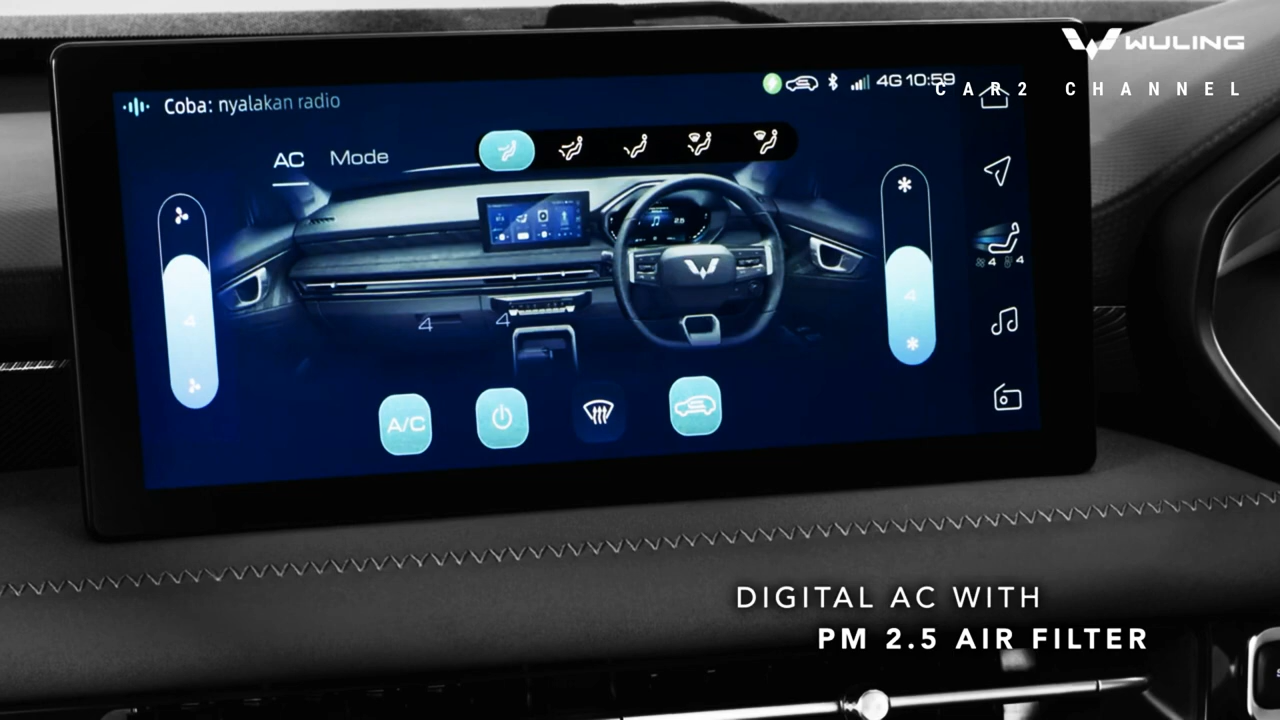 WULING
CAR2 CHANNEL
Coba: nyalakan radio
4G 10:59
AC Mode
4
4
4 4
4 4
A/C
DIGITAL AC WITH
PM 2.5 AIR FILTER